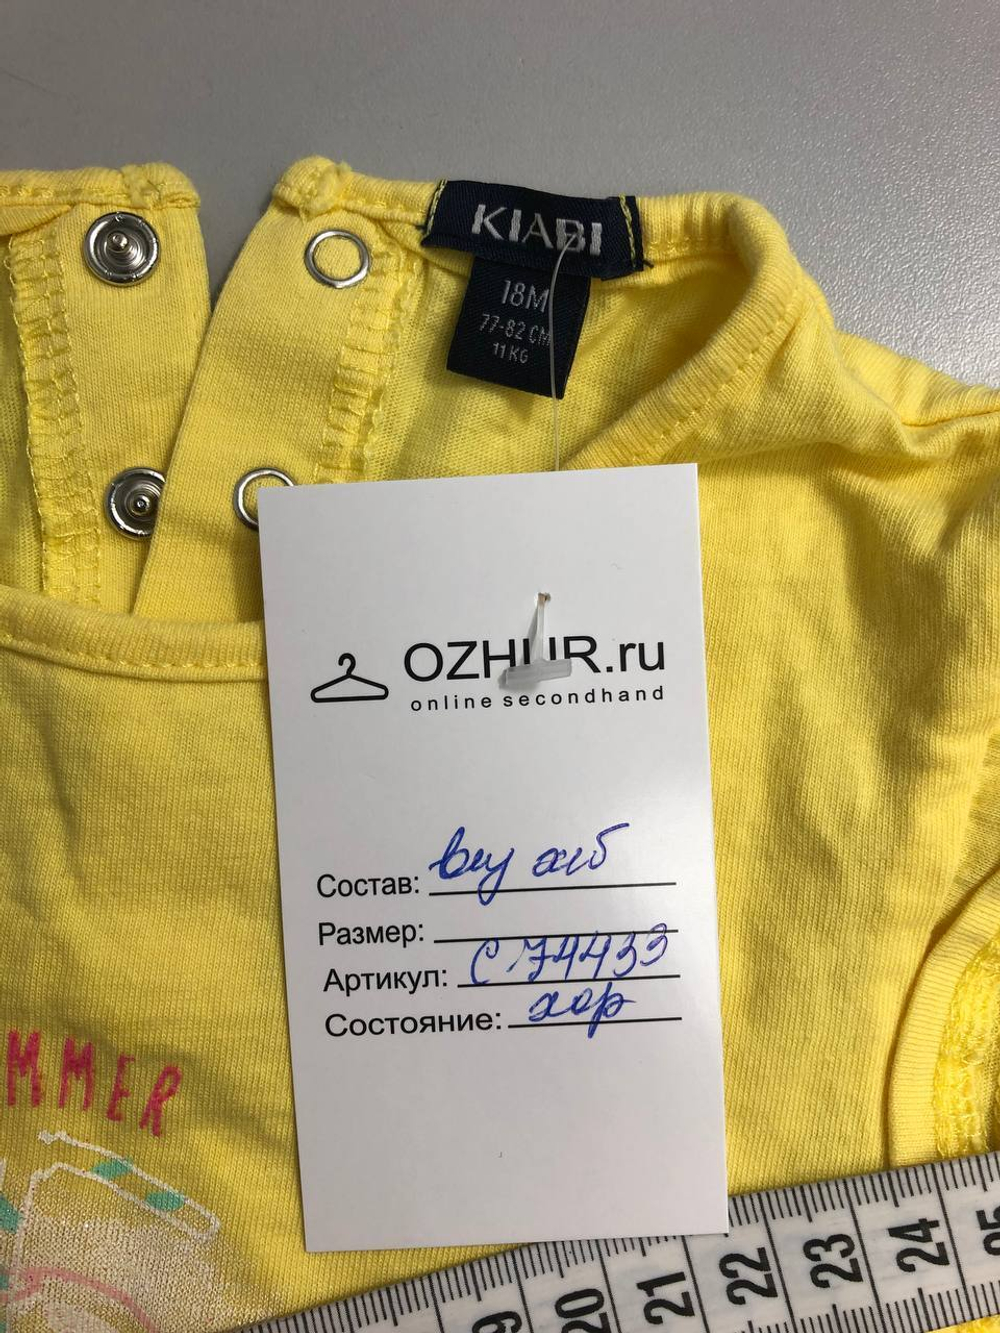 KIABI
18M
77-82 CM
11 KG
OZHUR.ru
online secondhand
Состав: виз хлб
Размер:
Артикул: С 74433
Состояние: хор
MMER
19 20 21 22 23 24 25